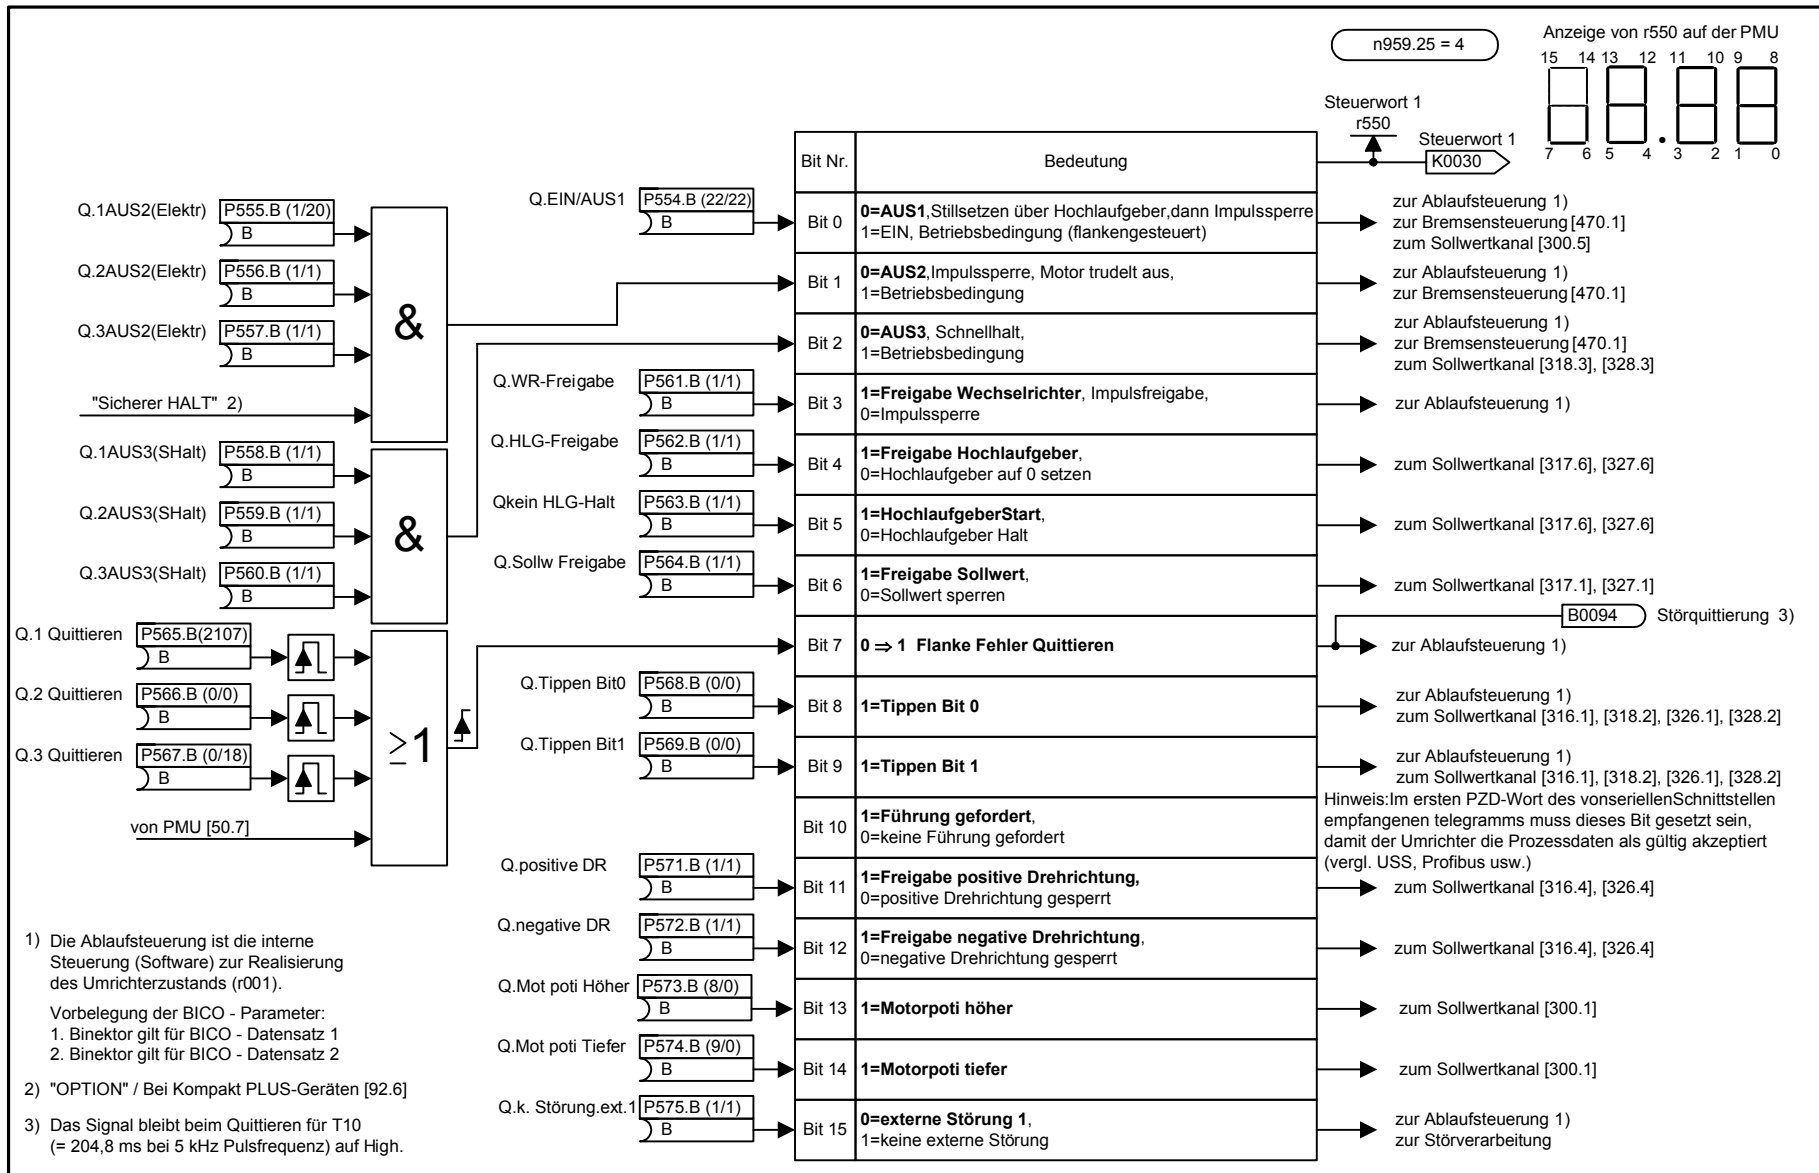 n959.25 = 4
Anzeige von r550 auf der PMU
15 14 13 12 11 10 9 8
7 6 5 4 3 2 1 0
Steuerwort 1
r550
Steuerwort 1
K0030
Bit Nr.
Bedeutung
Q.1AUS2(Elektr)
P555.B (1/20)
B
Q.2AUS2(Elektr)
P556.B (1/1)
B
Q.3AUS2(Elektr)
P557.B (1/1)
B
"Sicherer HALT" 2)
&
Q.1AUS3(SHalt)
P558.B (1/1)
B
Q.2AUS3(SHalt)
P559.B (1/1)
B
Q.3AUS3(SHalt)
P560.B (1/1)
B
&
Q.1 Quittieren
P565.B(2107)
B
Q.2 Quittieren
P566.B (0/0)
B
Q.3 Quittieren
P567.B (0/18)
B
von PMU [50.7]
≥1
Q.EIN/AUS1
P554.B (22/22)
B
Bit 0
0=AUS1,Stillsetzen über Hochlaufgeber,dann Impulssperre
1=EIN, Betriebsbedingung (flankengesteuert)
zur Ablaufsteuerung 1)
zur Bremsensteuerung [470.1]
zum Sollwertkanal [300.5]
Bit 1
0=AUS2,Impulssperre, Motor trudelt aus,
1=Betriebsbedingung
zur Ablaufsteuerung 1)
zur Bremsensteuerung [470.1]
Bit 2
0=AUS3, Schnellhalt,
1=Betriebsbedingung
zur Ablaufsteuerung 1)
zur Bremsensteuerung [470.1]
zum Sollwertkanal [318.3], [328.3]
Q.WR-Freigabe
P561.B (1/1)
B
Bit 3
1=Freigabe Wechselrichter, Impulsfreigabe,
0=Impulssperre
zur Ablaufsteuerung 1)
Q.HLG-Freigabe
P562.B (1/1)
B
Bit 4
1=Freigabe Hochlaufgeber,
0=Hochlaufgeber auf 0 setzen
zum Sollwertkanal [317.6], [327.6]
Qkein HLG-Halt
P563.B (1/1)
B
Bit 5
1=HochlaufgeberStart,
0=Hochlaufgeber Halt
zum Sollwertkanal [317.6], [327.6]
Q.Sollw Freigabe
P564.B (1/1)
B
Bit 6
1=Freigabe Sollwert,
0=Sollwert sperren
zum Sollwertkanal [317.1], [327.1]
B0094
Störquittierung 3)
Bit 7
0 ⇒ 1 Flanke Fehler Quittieren
zur Ablaufsteuerung 1)
Q.Tippen Bit0
P568.B (0/0)
B
Bit 8
1=Tippen Bit 0
zur Ablaufsteuerung 1)
zum Sollwertkanal [316.1], [318.2], [326.1], [328.2]
Q.Tippen Bit1
P569.B (0/0)
B
Bit 9
1=Tippen Bit 1
zur Ablaufsteuerung 1)
zum Sollwertkanal [316.1], [318.2], [326.1], [328.2]
Bit 10
1=Führung gefordert,
0=keine Führung gefordert
Hinweis:Im ersten PZD-Wort des vonseriellenSchnittstellen
empfangenen telegramms muss dieses Bit gesetzt sein,
damit der Umrichter die Prozessdaten als gültig akzeptiert
(vergl. USS, Profibus usw.)
Q.positive DR
P571.B (1/1)
B
Bit 11
1=Freigabe positive Drehrichtung,
0=positive Drehrichtung gesperrt
zum Sollwertkanal [316.4], [326.4]
Q.negative DR
P572.B (1/1)
B
Bit 12
1=Freigabe negative Drehrichtung,
0=negative Drehrichtung gesperrt
zum Sollwertkanal [316.4], [326.4]
Q.Mot poti Höher
P573.B (8/0)
B
Bit 13
1=Motorpoti höher
zum Sollwertkanal [300.1]
Q.Mot poti Tiefer
P574.B (9/0)
B
Bit 14
1=Motorpoti tiefer
zum Sollwertkanal [300.1]
Q.k. Störung.ext.1
P575.B (1/1)
B
Bit 15
0=externe Störung 1,
1=keine externe Störung
zur Ablaufsteuerung 1)
zur Störverarbeitung
1) Die Ablaufsteuerung ist die interne
Steuerung (Software) zur Realisierung
des Umrichterzustands (r001).
Vorbelegung der BICO - Parameter:
1. Binektor gilt für BICO - Datensatz 1
2. Binektor gilt für BICO - Datensatz 2
2) "OPTION" / Bei Kompakt PLUS-Geräten [92.6]
3) Das Signal bleibt beim Quittieren für T10
(= 204,8 ms bei 5 kHz Pulsfrequenz) auf High.